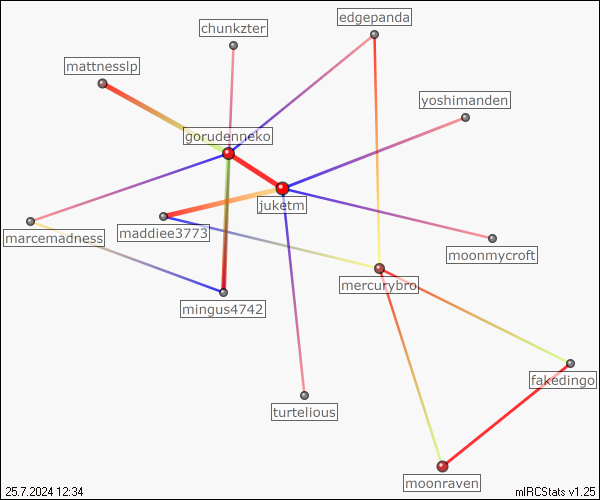 edgepanda
chunkzter
mattnesslp
yoshimanden
gorudenneko
juketm
maddiee3773
marcemadness
moonmycroft
mercurybro
mingus4742
fakedingo
turtelious
moonraven
25.7.2024 12:34
mIRCStats v1.25